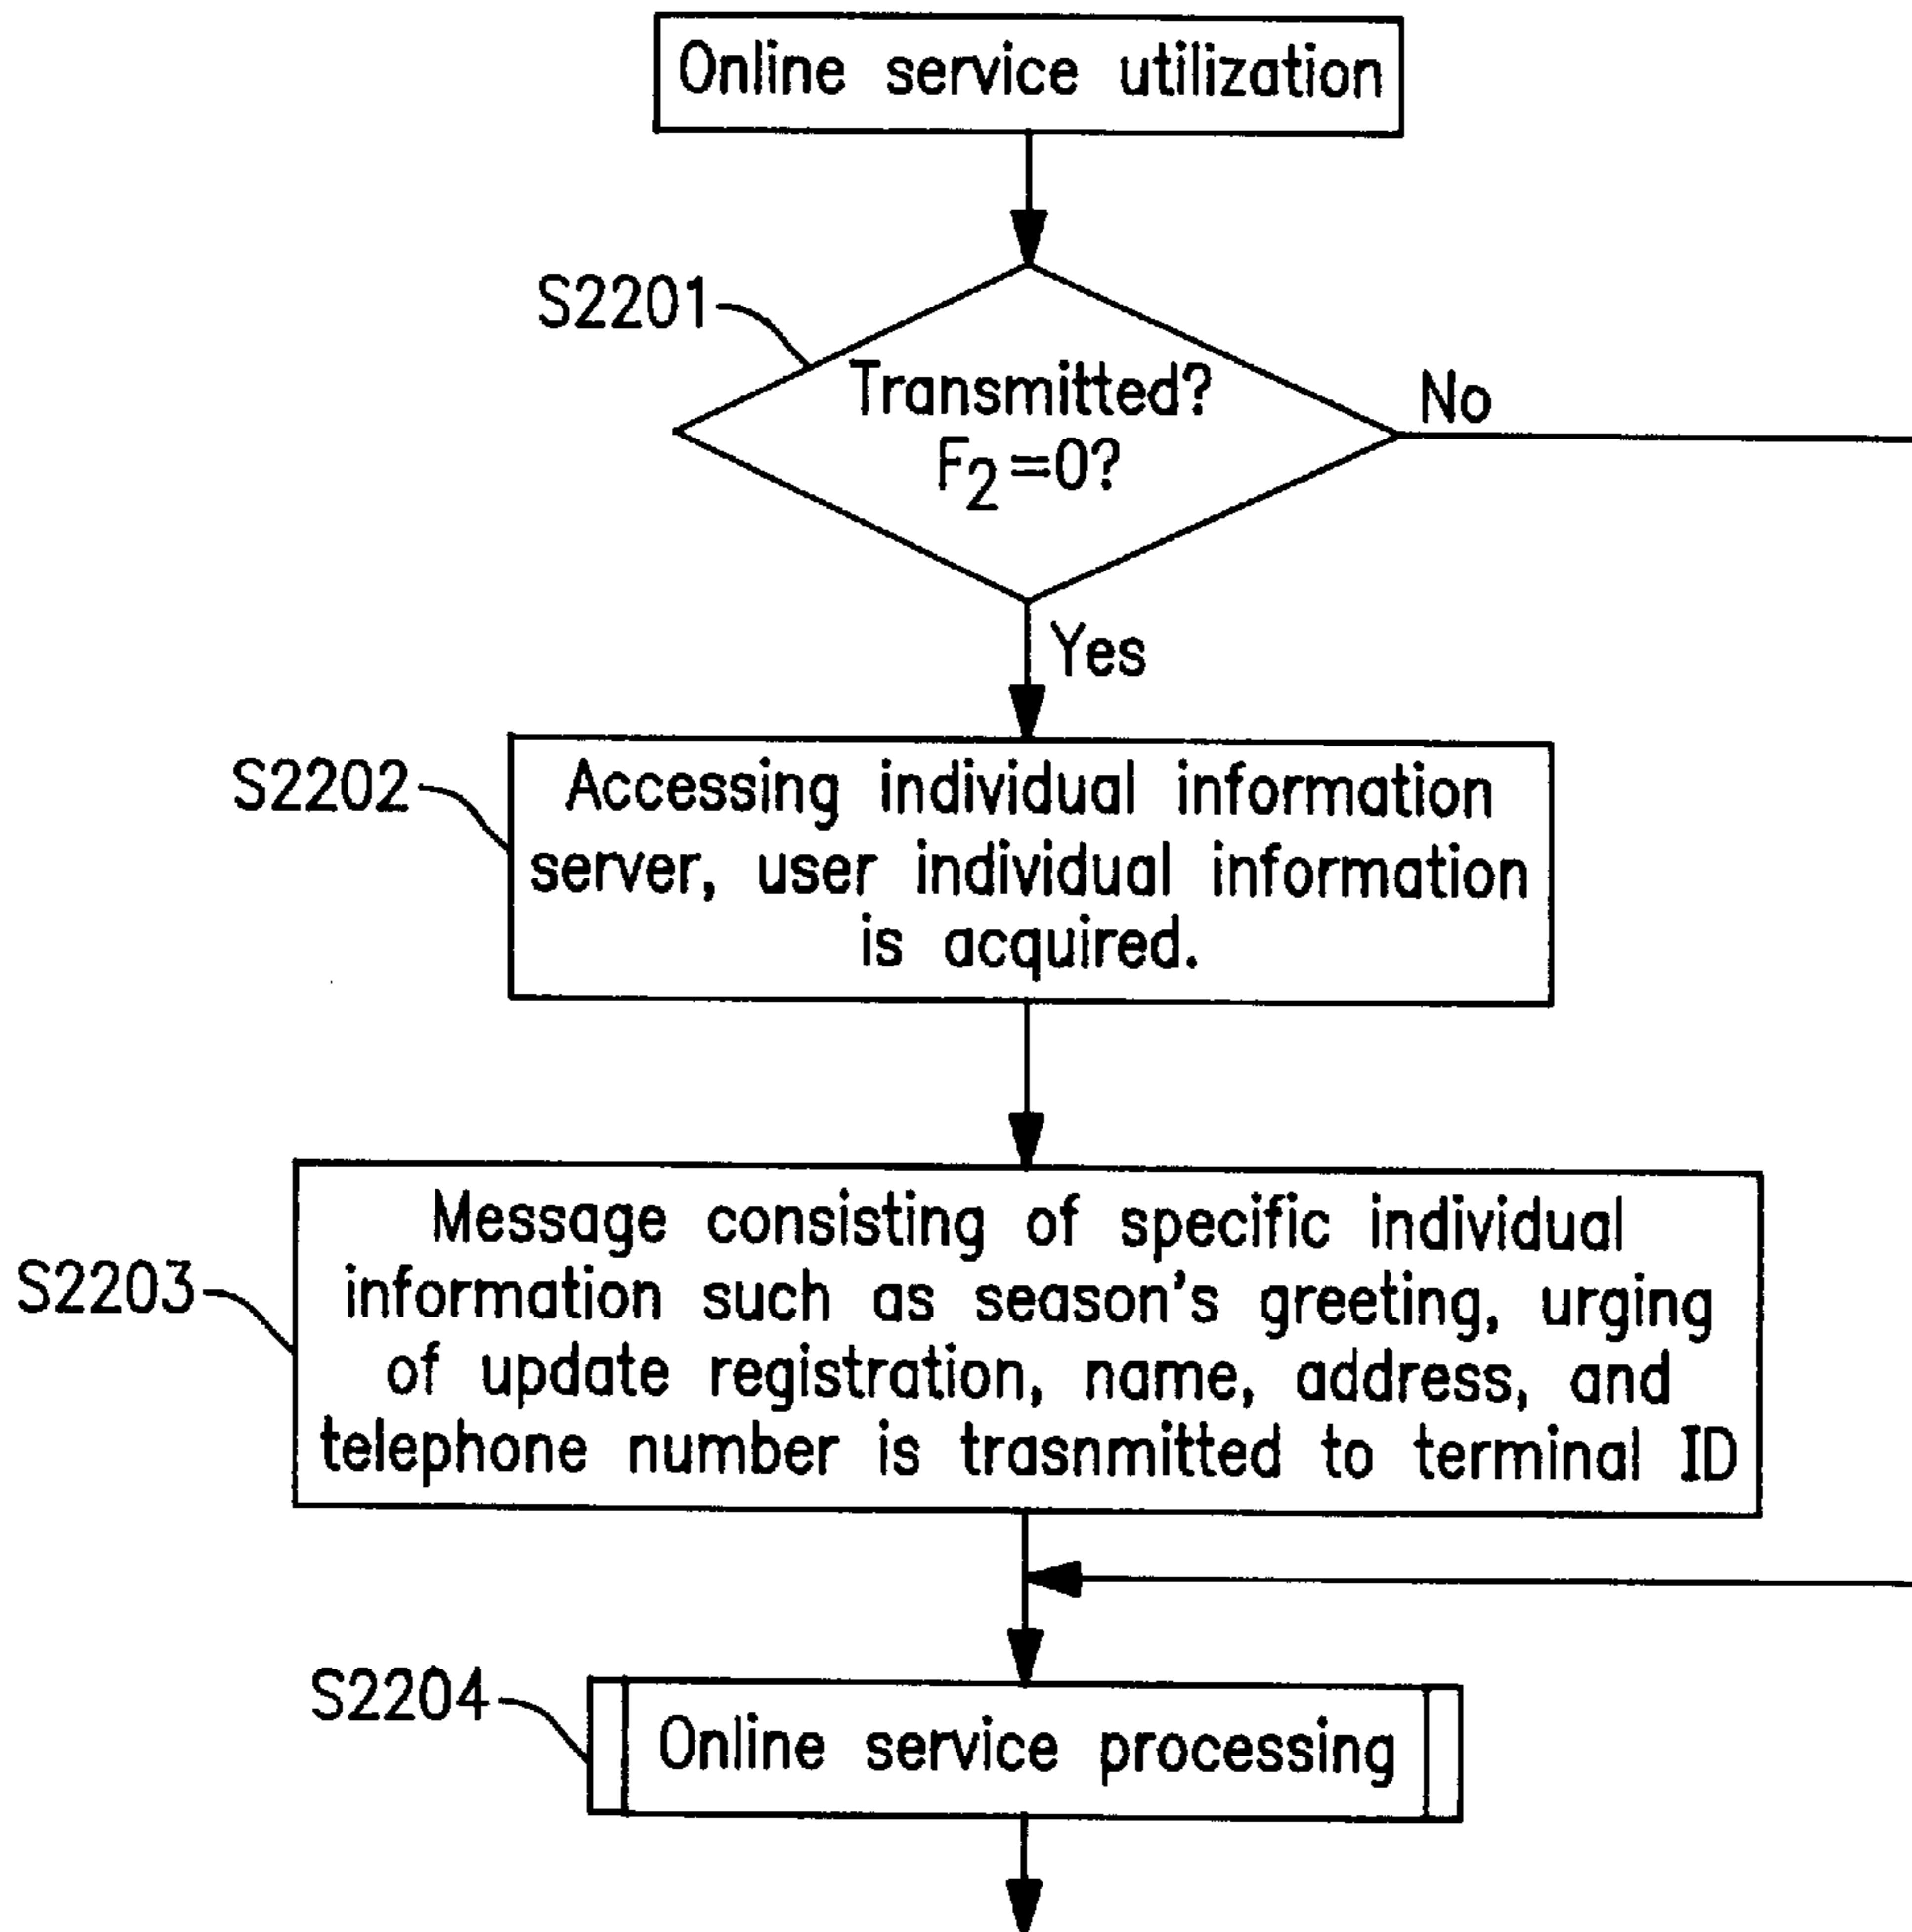 Online service utilization
S2201
Transmitted?
F2=0?
No
Yes
S2202
Accessing individual information
server, user individual information
is acquired.
S2203
Message consisting of specific individual
information such as season's greeting, urging
of update registration, name, address, and
telephone number is trasnmitted to terminal ID
S2204
Online service processing